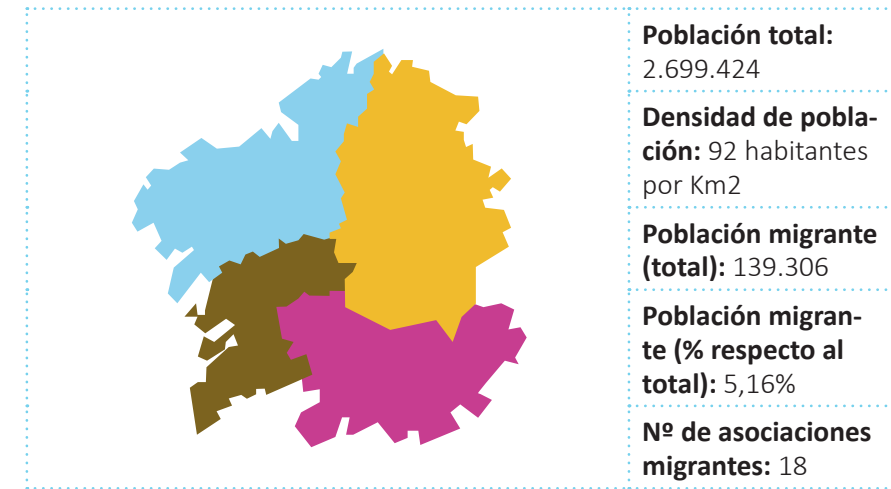 Población total:
2.699.424
Densidad de pobla-
ción: 92 habitantes
por Km2
Población migrante
(total): 139.306
Población migran-
te (% respecto al
total): 5,16%
Nº de asociaciones
migrantes: 18